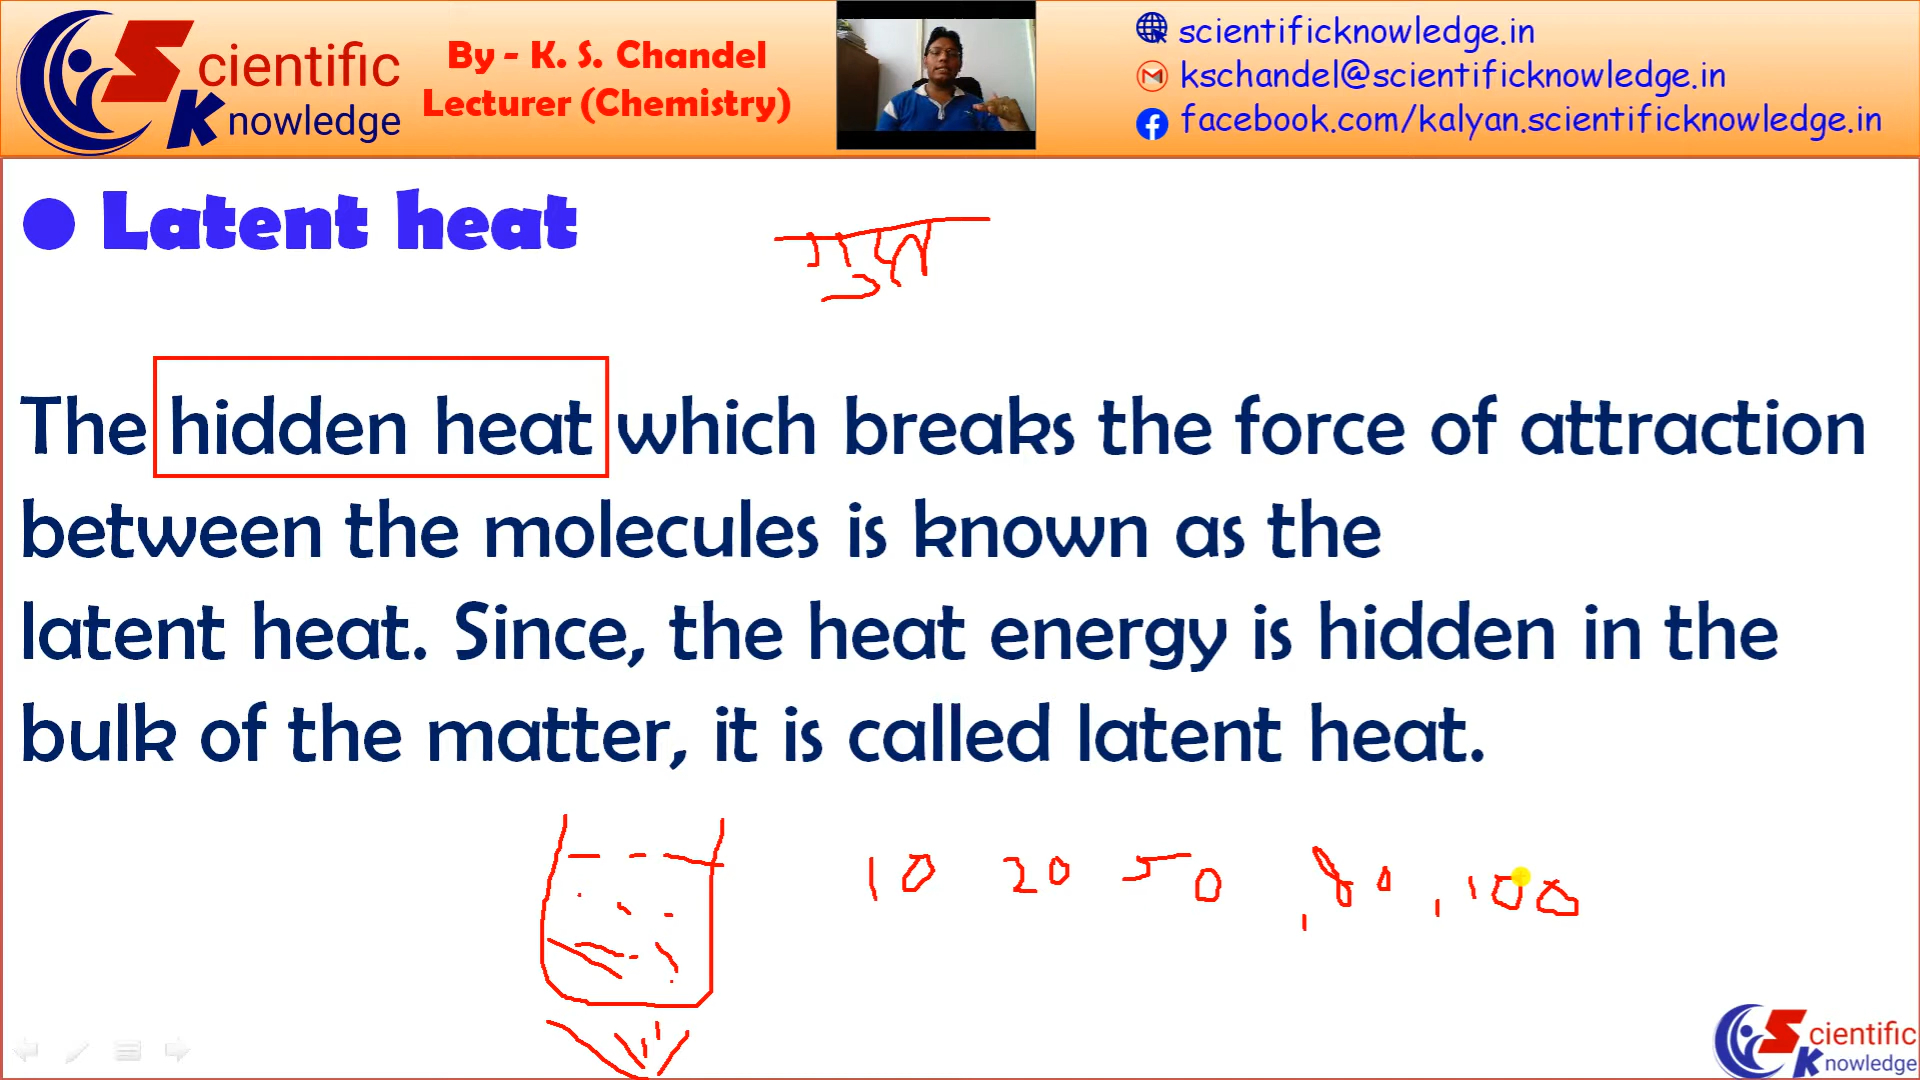 Scientific
Knowledge
By - K. S. Chandel
Lecturer (Chemistry)
scientificknowledge.in
kschandel@scientificknowledge.in
facebook.com/kalyan.scientificknowledge.in
Latent heat
The hidden heat which breaks the force of attraction
between the molecules is known as the
latent heat. Since, the heat energy is hidden in the
bulk of the matter, it is called latent heat.
10 20 50 , 80 , 100
Scientific
Knowledge